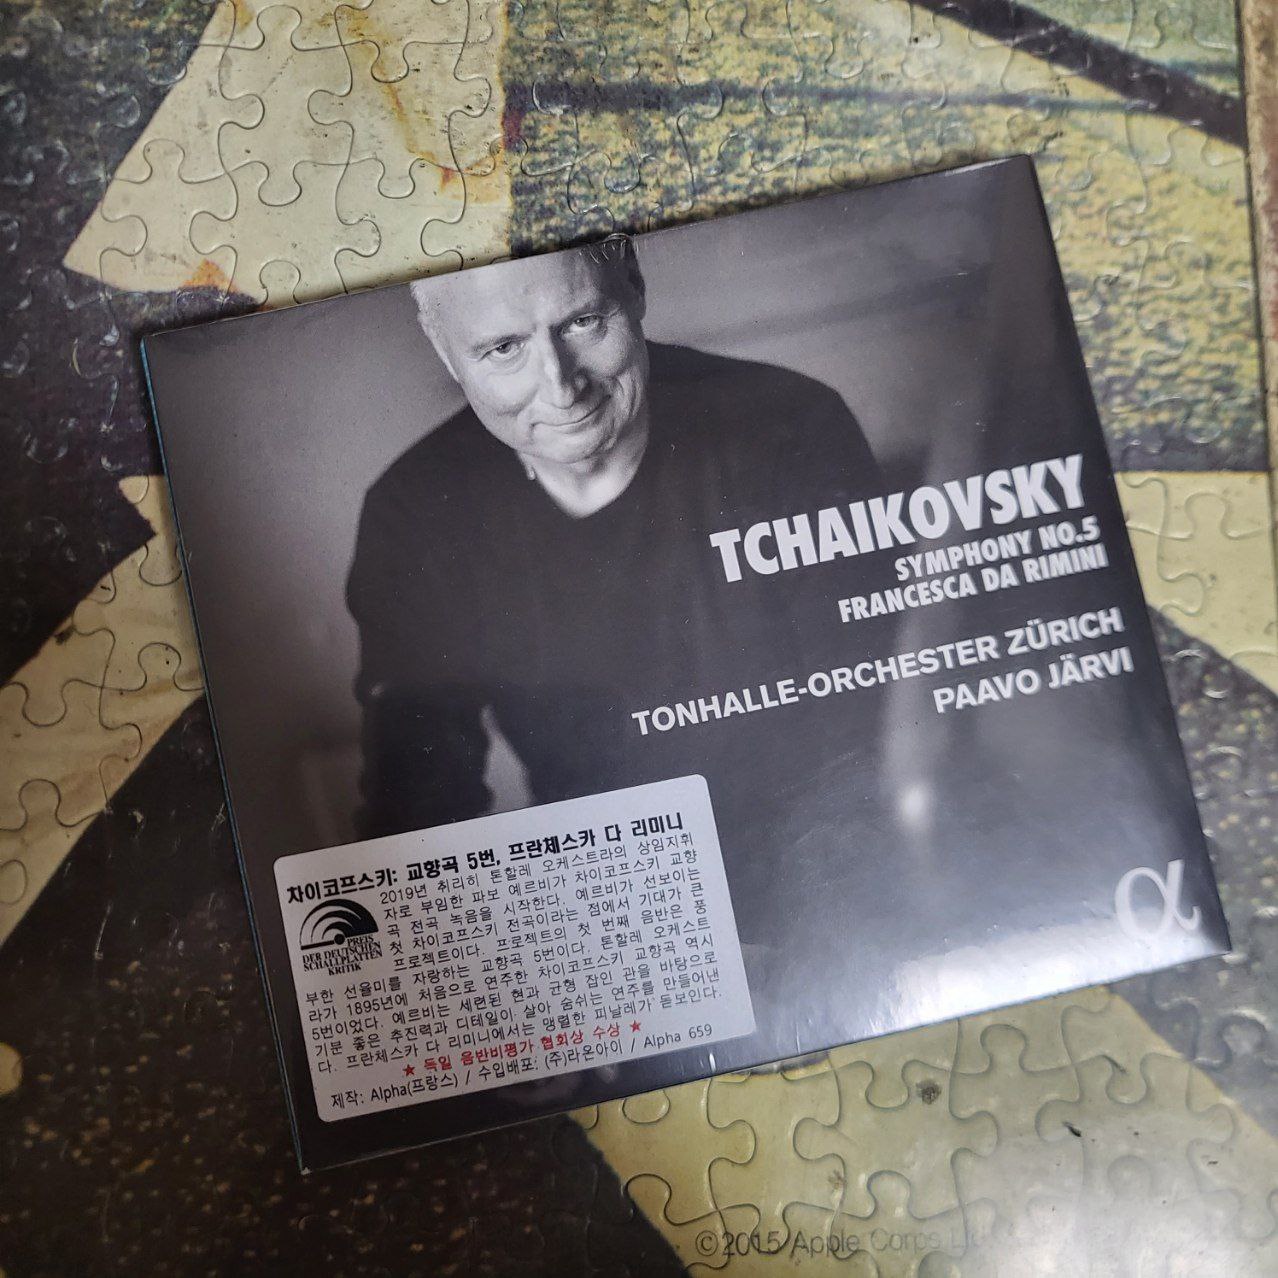 TCHAIKOVSKY
SYMPHONY NO.5
FRANCESCA DA RIMINI
TONHALLE-ORCHESTER ZÜRICH
PAAVO JÄRVI
α
차이코프스키: 교향곡 5번, 프란체스카 다 리미니
2019년 취리히 톤할레 오케스트라의 상임지휘
자로 부임한 파보 예르비가 차이코프스키 교향
곡 전곡 녹음을 시작한다. 예르비가 선보이는
첫 차이코프스키 전곡이라는 점에서 기대가 큰
프로젝트이다. 프로젝트의 첫 번째 음반은 풍
부한 선율미를 자랑하는 교향곡 5번이다. 톤할레 오케스트
라가 1895년에 처음으로 연주한 차이코프스키 교향곡 역시
5번이었다. 예르비는 세련된 현과 균형 잡인 관을 바탕으로
기분 좋은 추진력과 디테일이 살아 숨쉬는 연주를 만들어낸
다. 프란체스카 다 리미니에서는 맹렬한 피날레가 돋보인다.
★ 독일 음반비평가 협회상 수상 ★
제작: Alpha(프랑스) / 수입배포: (주)라온아이 / Alpha 659
PREIS
DER DEUTSCHEN
SCHALLPLATTEN
KRITIK
©2015 Apple Corps